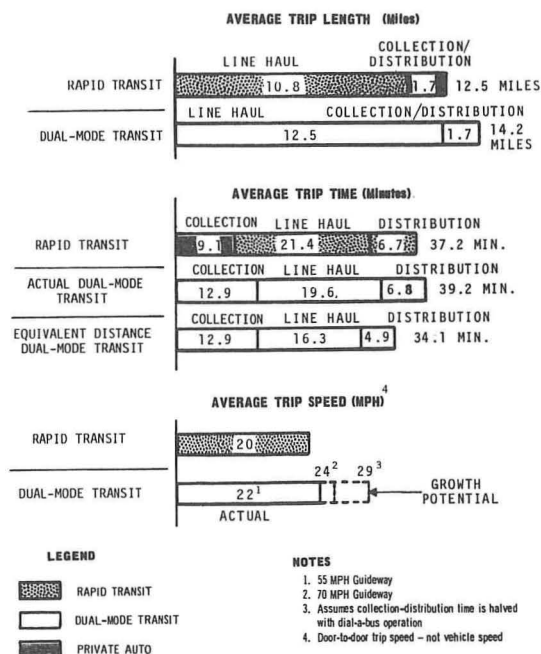 AVERAGE TRIP LENGTH (Miles)
COLLECTION/
LINE HAUL DISTRIBUTION
RAPID TRANSIT 10.8 1.7 12.5 MILES
LINE HAUL COLLECTION/DISTRIBUTION
DUAL-MODE TRANSIT 12.5 1.7 14.2
MILES
AVERAGE TRIP TIME (Minutes)
COLLECTION LINE HAUL DISTRIBUTION
RAPID TRANSIT 9.1 21.4 6.7 37.2 MIN.
COLLECTION LINE HAUL DISTRIBUTION
ACTUAL DUAL-MODE
TRANSIT 12.9 19.6. 6.8 39.2 MIN.
COLLECTION LINE HAUL DISTRIBUTION
EQUIVALENT DISTANCE
DUAL-MODE TRANSIT 12.9 16.3 4.9 34.1 MIN.
AVERAGE TRIP SPEED (MPH)4
RAPID TRANSIT 20
24² 29³
DUAL-MODE TRANSIT 22¹ GROWTH
POTENTIAL
ACTUAL
LEGEND
RAPID TRANSIT
DUAL-MODE TRANSIT
PRIVATE AUTO
NOTES
1. 55 MPH Guideway
2. 70 MPH Guideway
3. Assumes collection-distribution time is halved
with dial-a-bus operation
4. Door-to-door trip speed – not vehicle speed